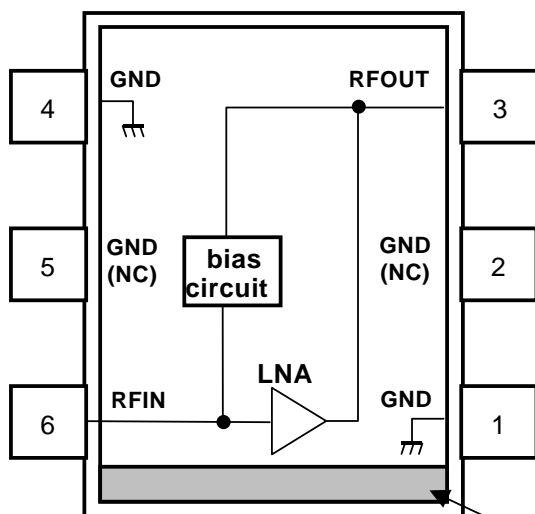 4
GND
RFOUT
3
5
GND
(NC)
bias
circuit
GND
(NC)
2
LNA
6
RFIN
GND
1